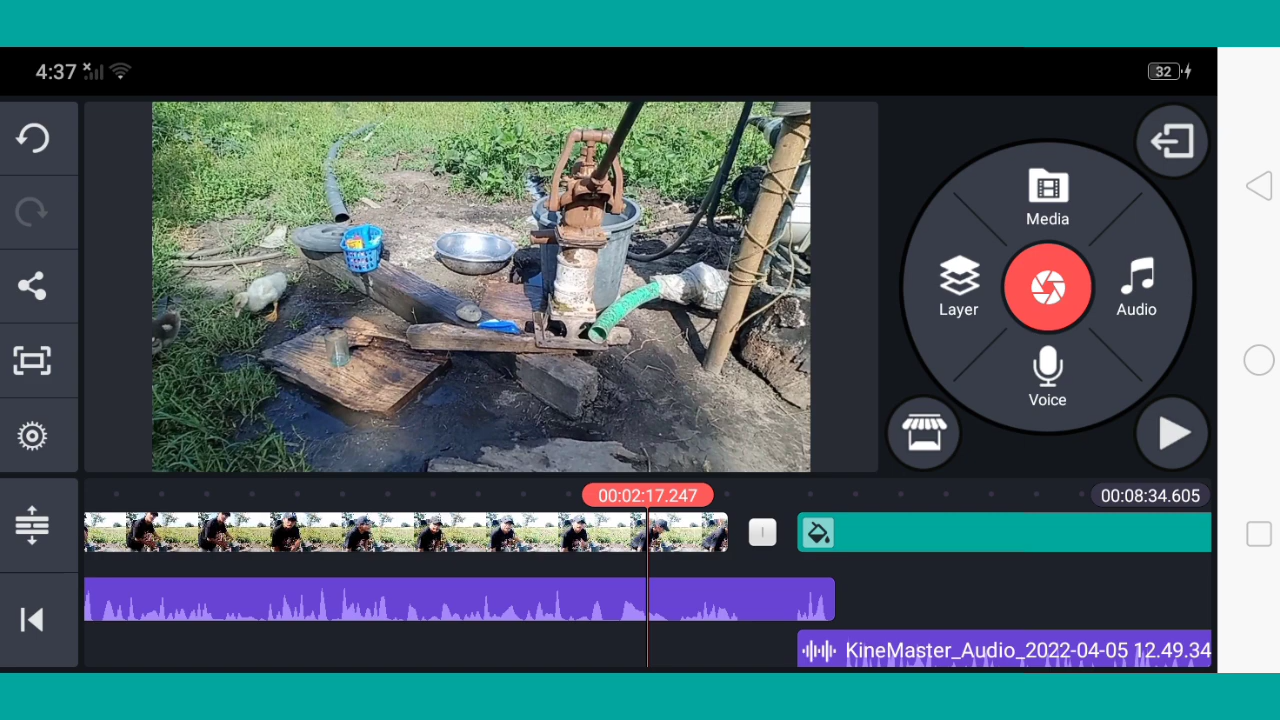 4:37
32
Media
Layer
Audio
Voice
00:02:17.247
00:08:34.605
KineMaster_Audio_2022-04-05 12.49.34